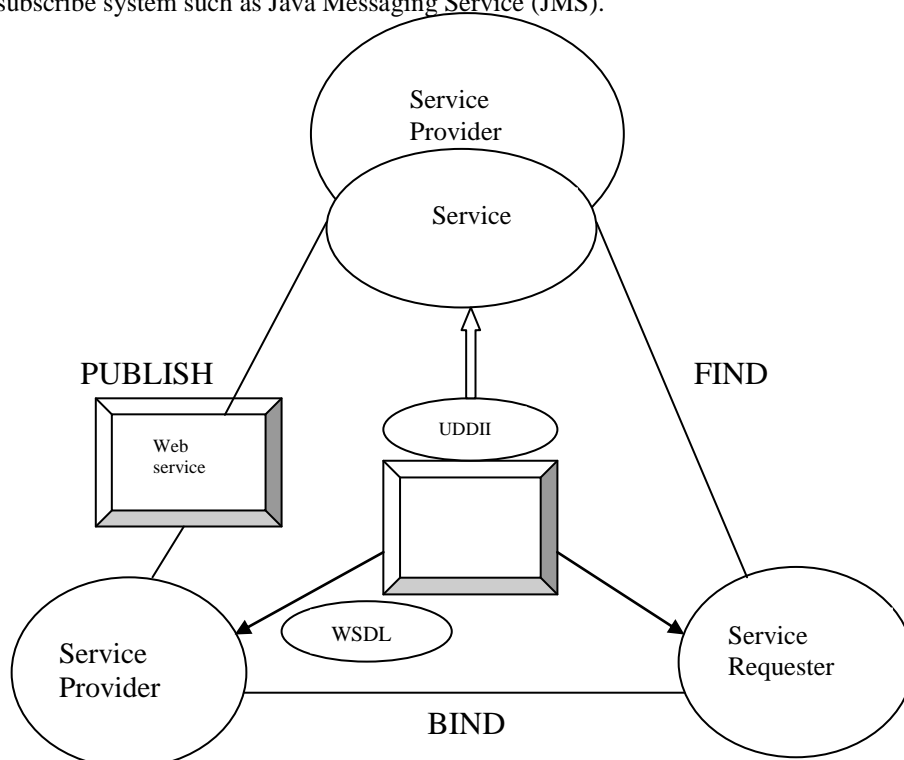 subscribe system such as Java Messaging Service (JMS).
Service
Provider
Service
PUBLISH
FIND
UDDII
Web
service
WSDL
Service
Provider
Service
Requester
BIND